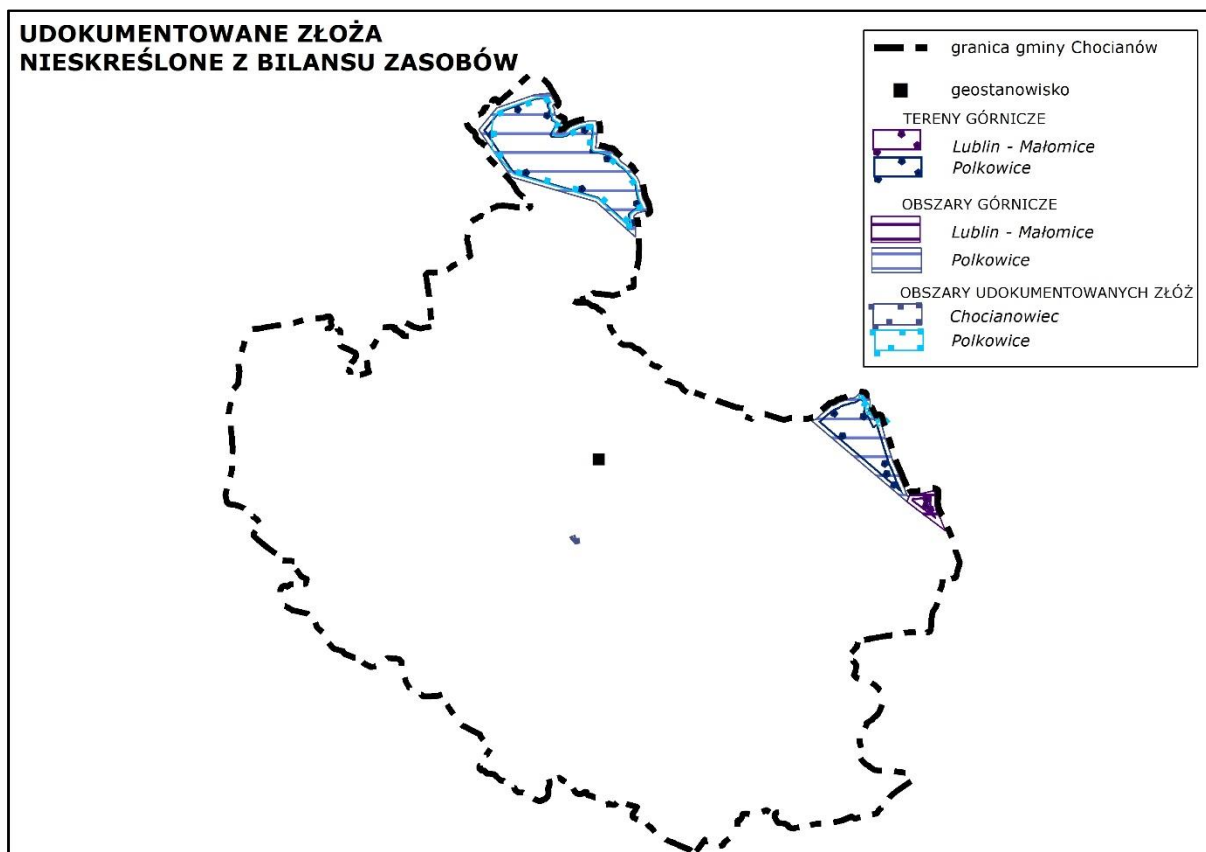 UDOKUMENTOWANE ZŁOŻA
NIESKREŚLONE Z BILANSU ZASOBÓW
granica gminy Chocianów
geostanowisko
TERENY GÓRNICZE
Lublin - Małomice
Polkowice
OBSZARY GÓRNICZE
Lublin - Małomice
Polkowice
OBSZARY UDOKUMENTOWANYCH ZŁÓŻ
Chocianowiec
Polkowice